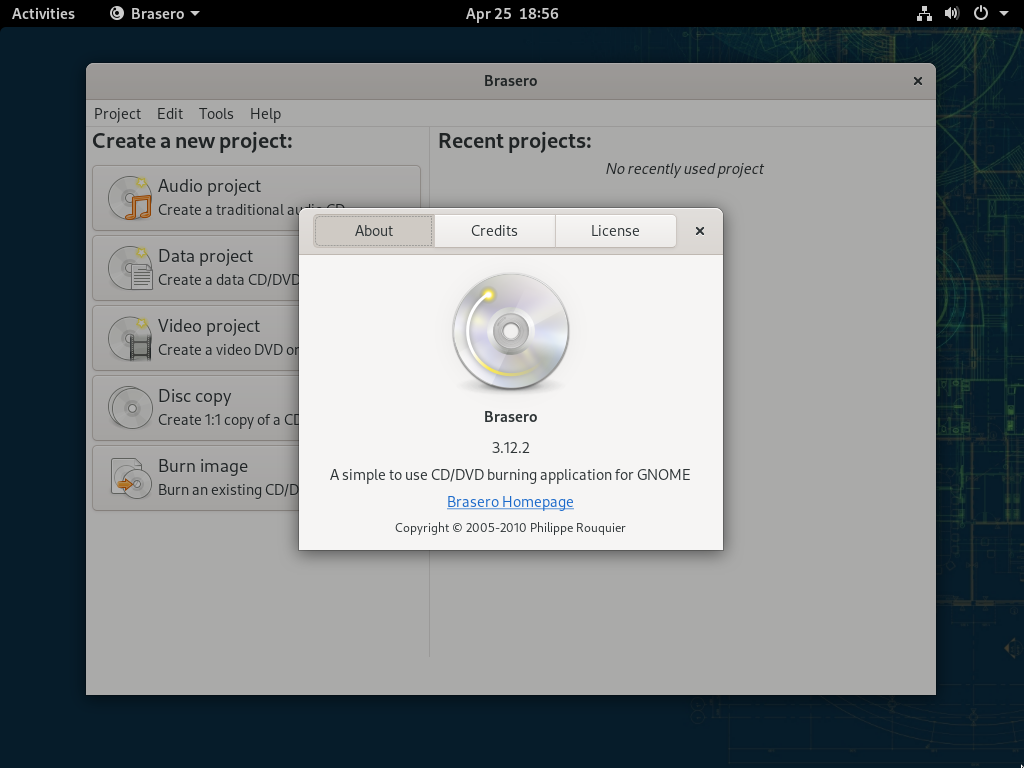 Activities
Brasero
Apr 25 18:56
Brasero
Project Edit Tools Help
Create a new project:
Audio project
Create a traditional audio CD
Data project
Create a data CD/DVD
Video project
Create a video DVD or
Disc copy
Create 1:1 copy of a CD
Burn image
Burn an existing CD/D
Recent projects:
No recently used project
About Credits License
Brasero
3.12.2
A simple to use CD/DVD burning application for GNOME
Brasero Homepage
Copyright © 2005-2010 Philippe Rouquier